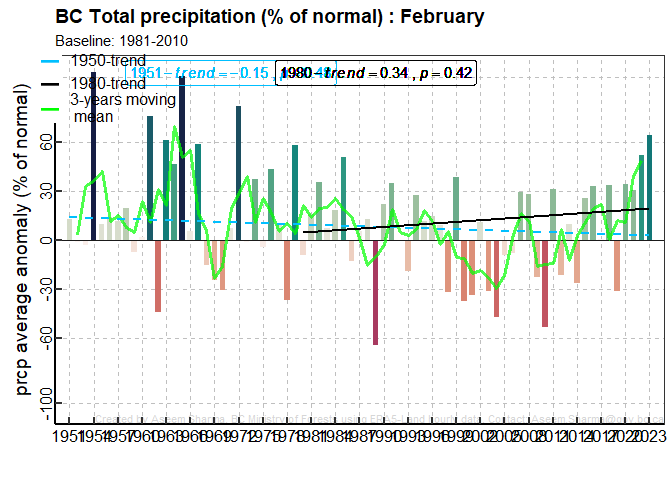 BC Total precipitation (% of normal) : February
Baseline: 1981-2010
1950-trend
1980-trend
3-years moving
mean
1951− trend = −0.15 , p
1980− trend = 0.34 , p = 0.42
prcp average anomaly (% of normal)
60
30
0
-30
-60
-100
1951 1954 1957 1960 1963 1966 1969 1972 1975 1978 1981 1984 1987 1990 1993 1996 1999 2002 2005 2008 2011 2014 2017 2020 2023